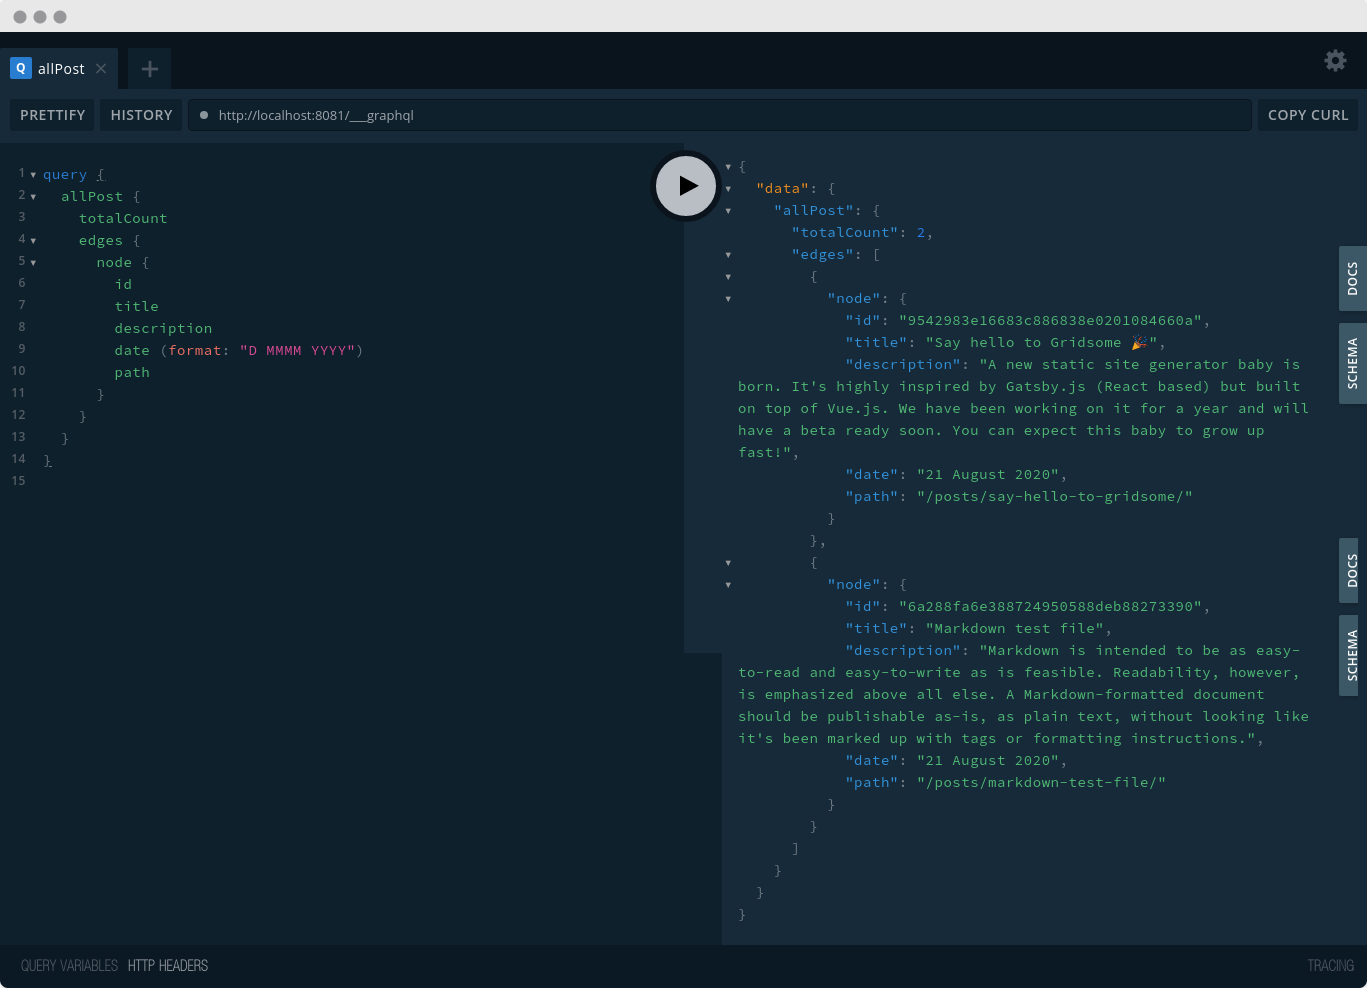 Q allPost
PRETTIFY HISTORY http://localhost:8081/___graphql COPY CURL
1 query {
2 allPost {
3 totalCount
4 edges {
5 node {
6 id
7 title
8 description
9 date (format: "D MMMM YYYY")
10 path
11 }
12 }
13 }
14 }
15
{
"data": {
"allPost": {
"totalCount": 2,
"edges": [
{
"node": {
"id": "9542983e16683c886838e0201084660a",
"title": "Say hello to Gridsome 🎉",
"description": "A new static site generator baby is
born. It's highly inspired by Gatsby.js (React based) but built
on top of Vue.js. We have been working on it for a year and will
have a beta ready soon. You can expect this baby to grow up
fast!",
"date": "21 August 2020",
"path": "/posts/say-hello-to-gridsome/"
}
},
{
"node": {
"id": "6a288fa6e388724950588deb88273390",
"title": "Markdown test file",
"description": "Markdown is intended to be as easy-
to-read and easy-to-write as is feasible. Readability, however,
is emphasized above all else. A Markdown-formatted document
should be publishable as-is, as plain text, without looking like
it's been marked up with tags or formatting instructions.",
"date": "21 August 2020",
"path": "/posts/markdown-test-file/"
}
}
]
}
}
}
DOCS
SCHEMA
DOCS
SCHEMA
QUERY VARIABLES HTTP HEADERS TRACING